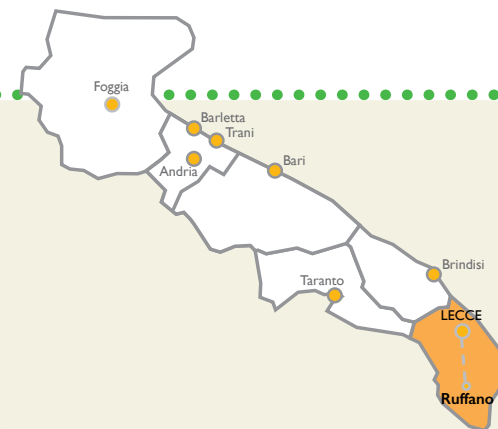 Foggia
Barletta
Trani
Andria
Bari
Brindisi
Taranto
LECCE
Ruffano